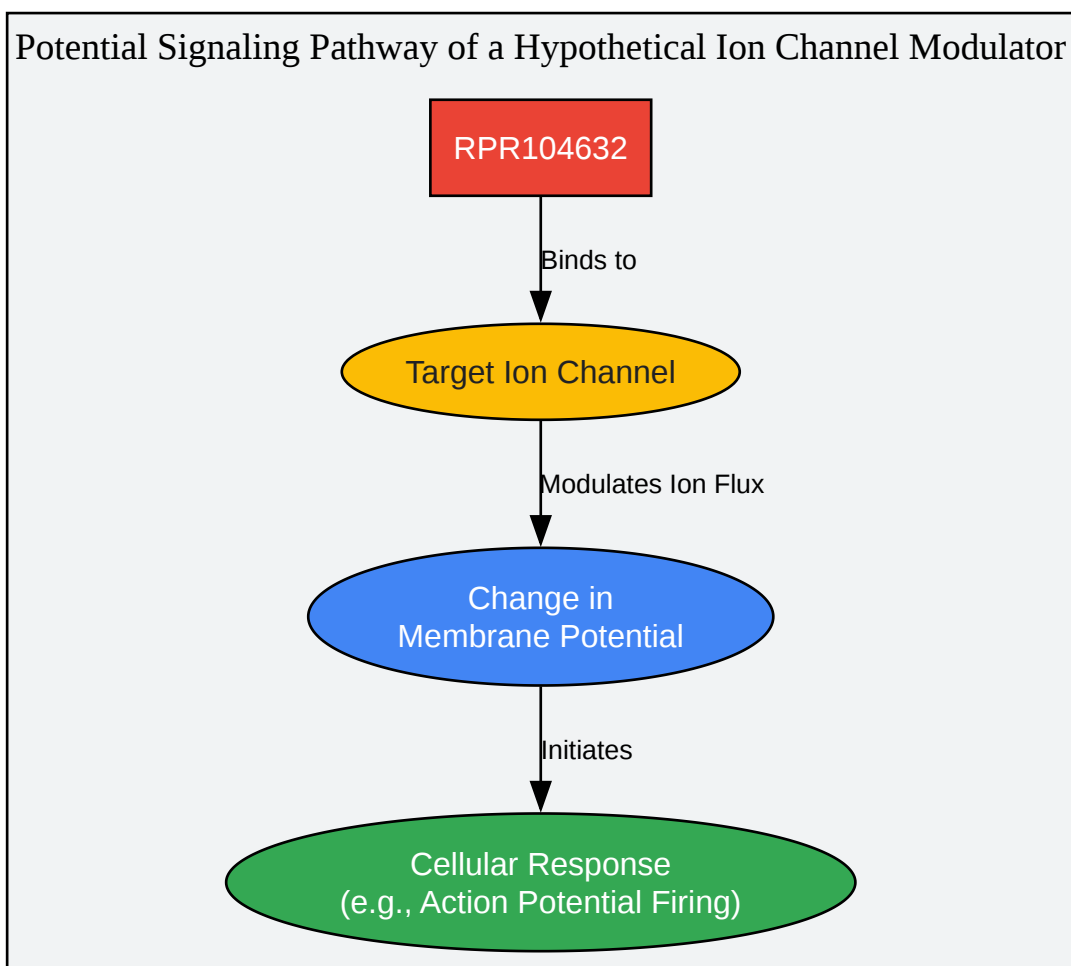 Potential Signaling Pathway of a Hypothetical Ion Channel Modulator
RPR104632
Binds to
Target Ion Channel
Modulates Ion Flux
Change in
Membrane Potential
Initiates
Cellular Response
(e.g., Action Potential Firing)